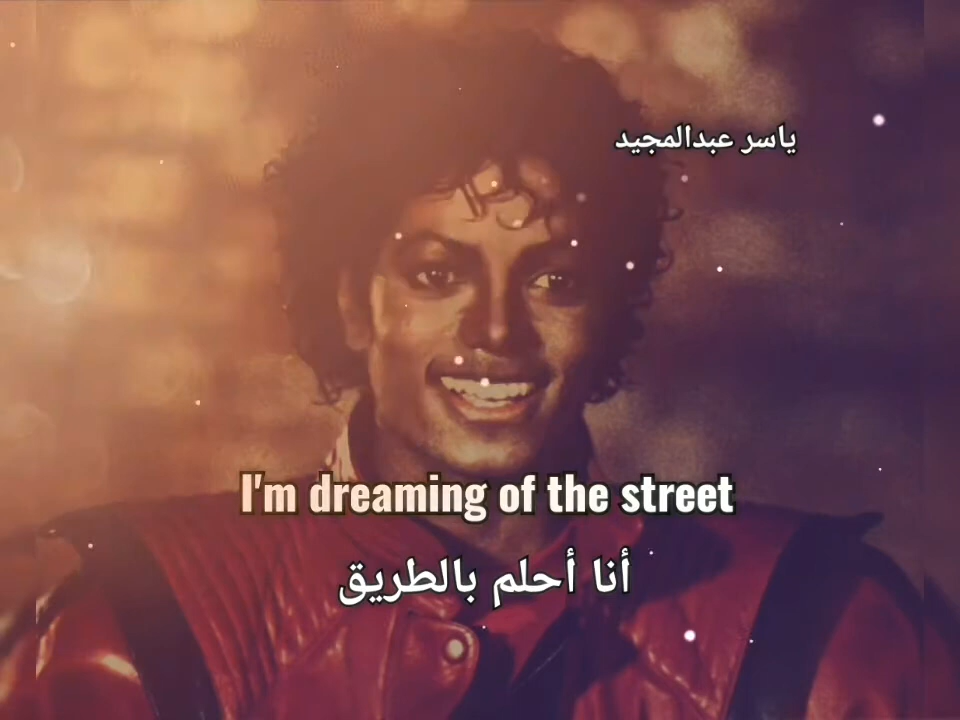 ياسر عبدالمجيد
I'm dreaming of the street
أنا أحلم بالطريق